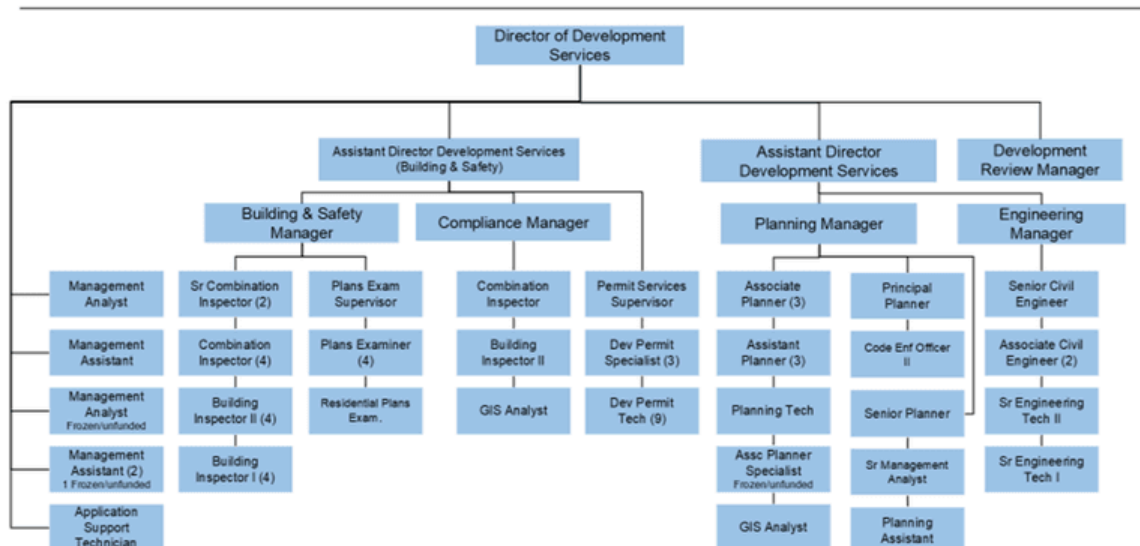 Director of Development
Services
Assistant Director Development Services
(Building & Safety)
Assistant Director
Development Services
Development
Review Manager
Building & Safety
Manager
Compliance Manager
Planning Manager
Engineering
Manager
Management
Analyst
Sr Combination
Inspector (2)
Plans Exam
Supervisor
Combination
Inspector
Permit Services
Supervisor
Associate
Planner (3)
Principal
Planner
Senior Civil
Engineer
Management
Assistant
Combination
Inspector (4)
Plans Examiner
(4)
Building
Inspector II
Dev Permit
Specialist (3)
Assistant
Planner (3)
Code Enf Officer
II
Associate Civil
Engineer (2)
Management
Analyst
Frozen/unfunded
Building
Inspector II (4)
Residential Plans
Exam.
GIS Analyst
Dev Permit
Tech (9)
Planning Tech
Senior Planner
Sr Engineering
Tech II
Management
Assistant (2)
1 Frozen/unfunded
Building
Inspector I (4)
Assc Planner
Specialist
Frozen/unfunded
Sr Management
Analyst
Sr Engineering
Tech I
Application
Support
Technician
GIS Analyst
Planning
Assistant